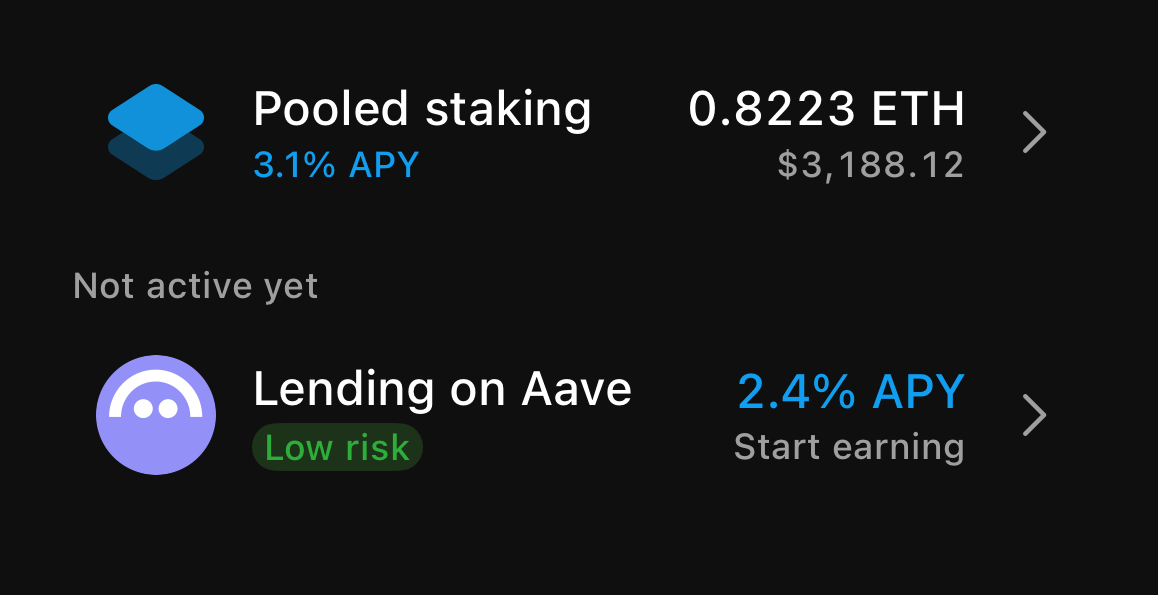 Pooled staking
0.8223 ETH
3.1% APY
$3,188.12
Not active yet
Lending on Aave
2.4% APY
Low risk
Start earning